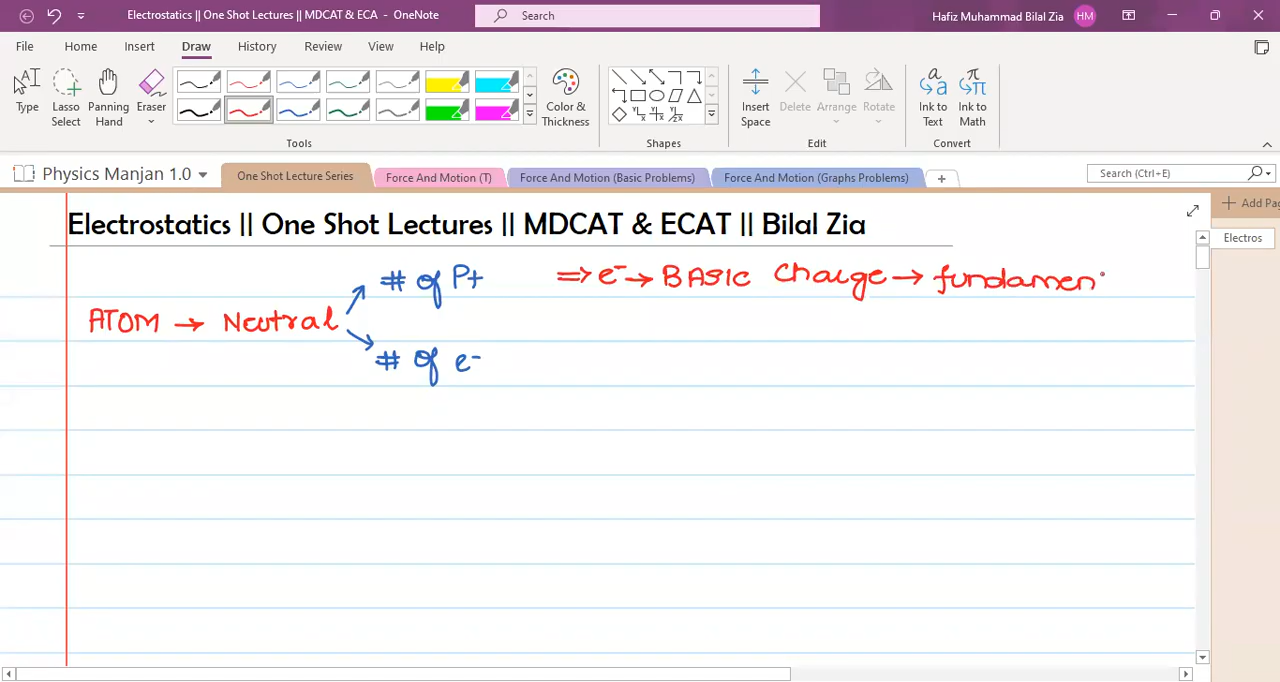 Electrostatics || One Shot Lectures || MDCAT & ECA - OneNote
Search
Hafiz Muhammad Bilal Zia HM
File Home Insert Draw History Review View Help
Type
Lasso Select
Panning Hand
Eraser
Color & Thickness
Insert Space
Delete
Arrange
Rotate
Ink to Text
Ink to Math
Tools
Shapes
Edit
Convert
Physics Manjan 1.0
One Shot Lecture Series
Force And Motion (T)
Force And Motion (Basic Problems)
Force And Motion (Graphs Problems)
Search (Ctrl+E)
Add Pag
Electros
Electrostatics || One Shot Lectures || MDCAT & ECAT || Bilal Zia
# of P+
⇒ e- → BASIC Charge → fundamen
ATOM → Neutral
# of e-